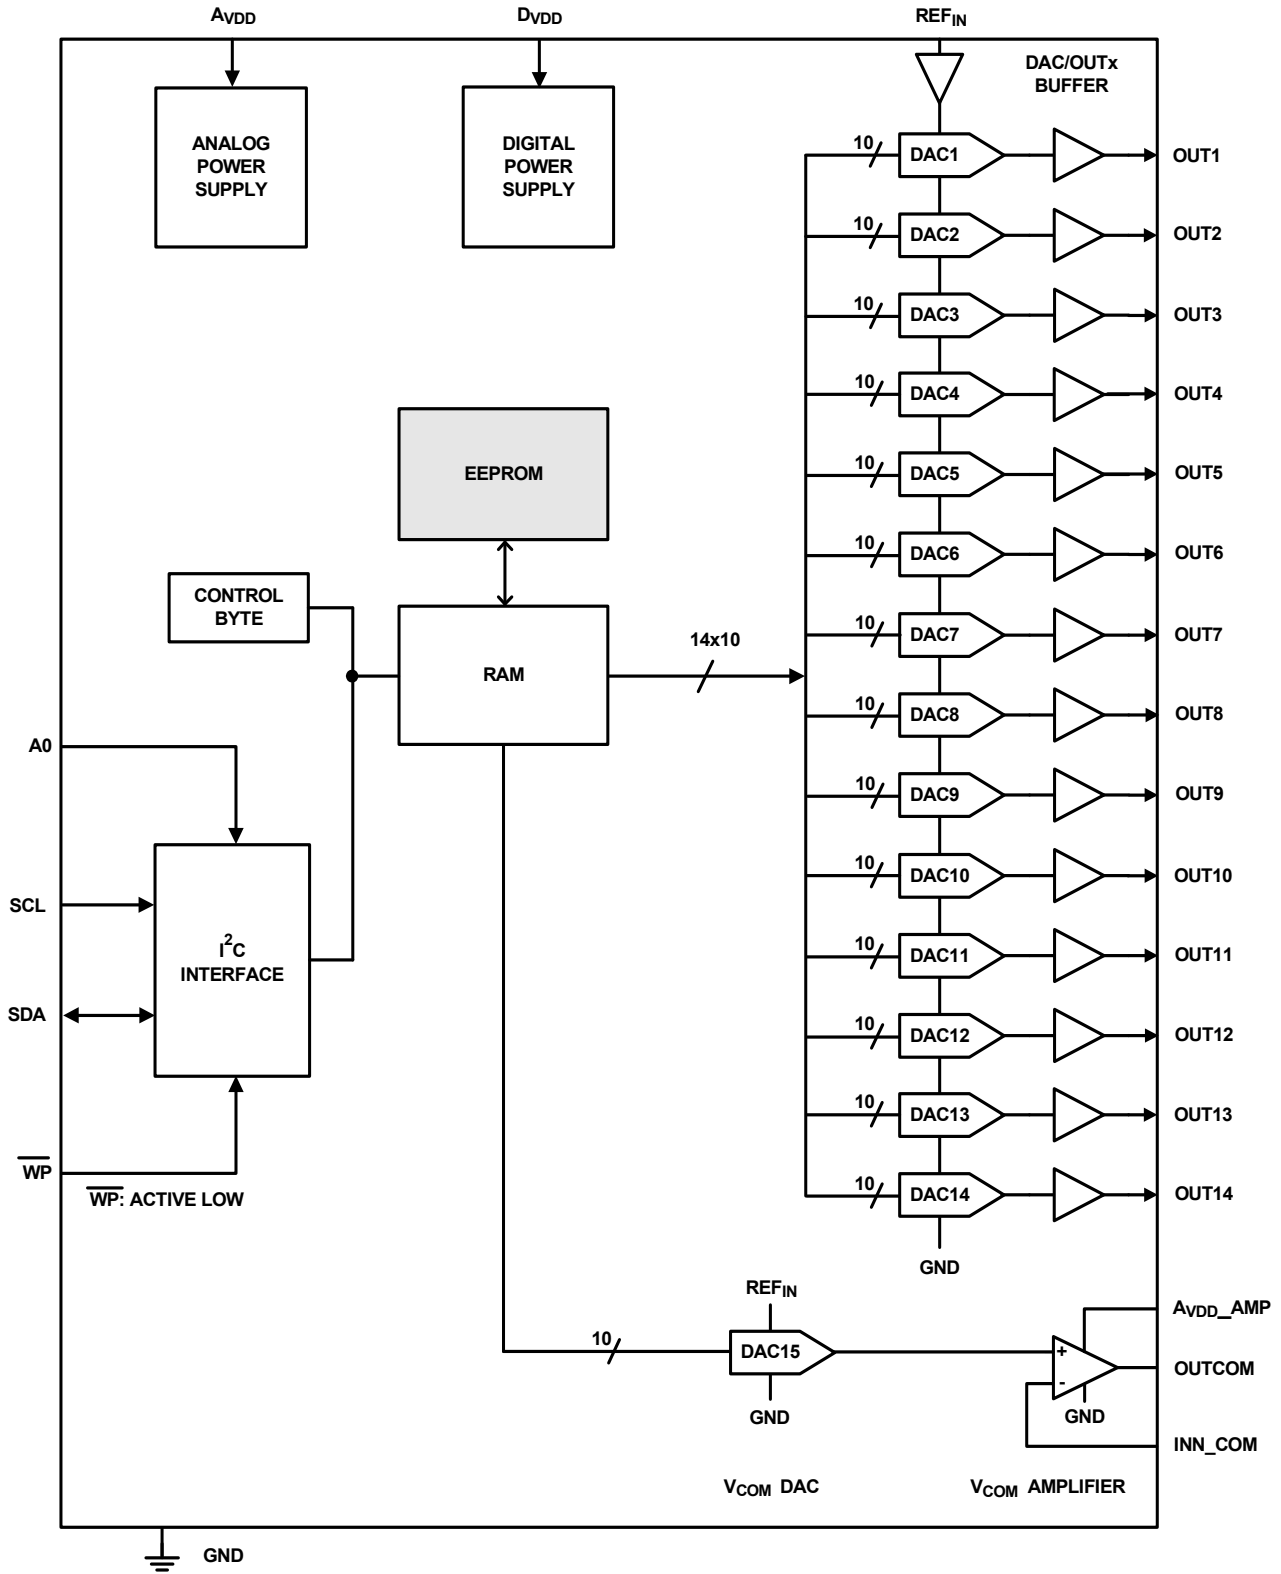 AVDD
DVDD
REFIN
DAC/OUTx
BUFFER
ANALOG
POWER
SUPPLY
DIGITAL
POWER
SUPPLY
10 DAC1 OUT1
10 DAC2 OUT2
10 DAC3 OUT3
10 DAC4 OUT4
EEPROM
10 DAC5 OUT5
10 DAC6 OUT6
CONTROL
BYTE
10 DAC7 OUT7
14x10
RAM
10 DAC8 OUT8
A0
10 DAC9 OUT9
10 DAC10 OUT10
SCL
I2C
INTERFACE
10 DAC11 OUT11
SDA
10 DAC12 OUT12
10 DAC13 OUT13
WP
WP: ACTIVE LOW
10 DAC14 OUT14
GND
REFIN
AVDD_AMP
10 DAC15
+
-
OUTCOM
GND
GND
INN_COM
VCOM DAC
VCOM AMPLIFIER
GND